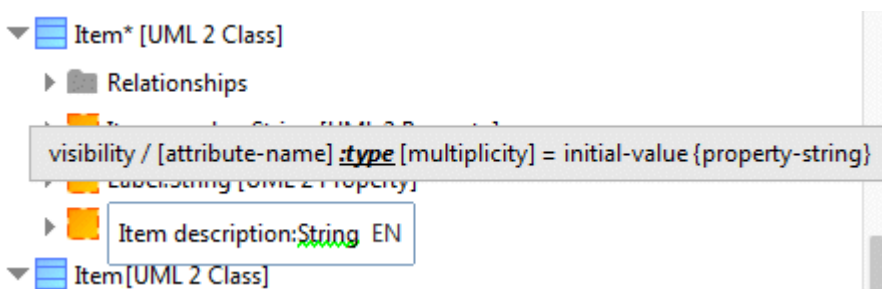 Item* [UML 2 Class]
Relationships
visibility / [attribute-name] :type [multiplicity] = initial-value {property-string}
Label:String [UML 2 Property]
Item description:String EN
Item [UML 2 Class]